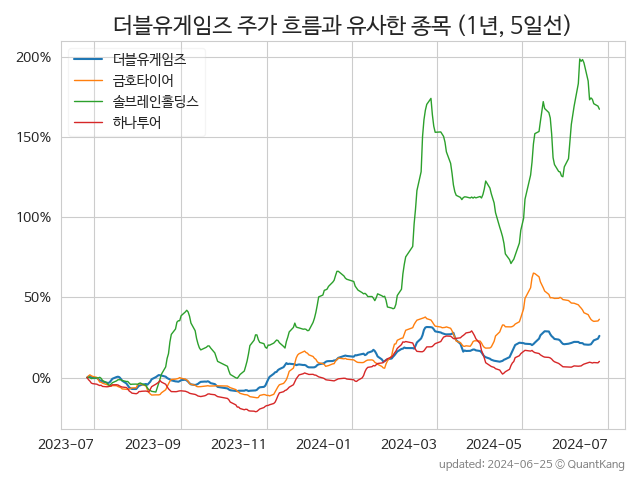 더블유게임즈 주가 흐름과 유사한 종목 (1년, 5일선)
200%
150%
100%
50%
0%
더블유게임즈
금호타이어
솔브레인홀딩스
하나투어
2023-07 2023-09 2023-11 2024-01 2024-03 2024-05 2024-07
updated: 2024-06-25 ⓒ QuantKang